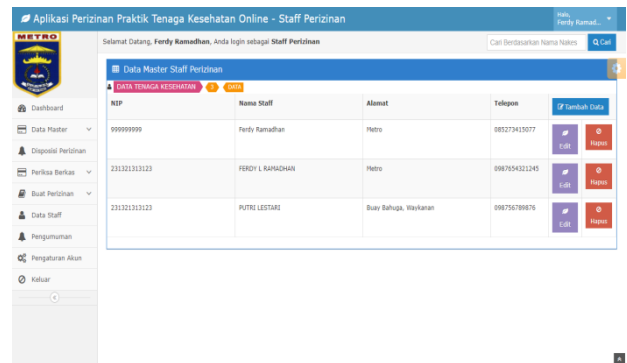 Aplikasi Perizinan Praktik Tenaga Kesehatan Online - Staff Perizinan
Halo,
Ferdy Ramad...
METRO
Selamat Datang, Ferdy Ramadhan, Anda login sebagai Staff Perizinan
Cari Berdasarkan Nama Nakes
Cari
Data Master Staff Perizinan
DATA TENAGA KESEHATAN
3
DATA
NIP
Nama Staff
Alamat
Telepon
Tambah Data
999999999
Ferdy Ramadhan
Metro
085273415077
Edit
Hapus
231321313123
FERDY L RAMADHAN
Metro
0987654321245
Edit
Hapus
231321313123
PUTRI LESTARI
Buay Bahuga, Waykanan
098756789876
Edit
Hapus
Dashboard
Data Master
Disposisi Perizinan
Periksa Berkas
Buat Perizinan
Data Staff
Pengumuman
Pengaturan Akun
Keluar